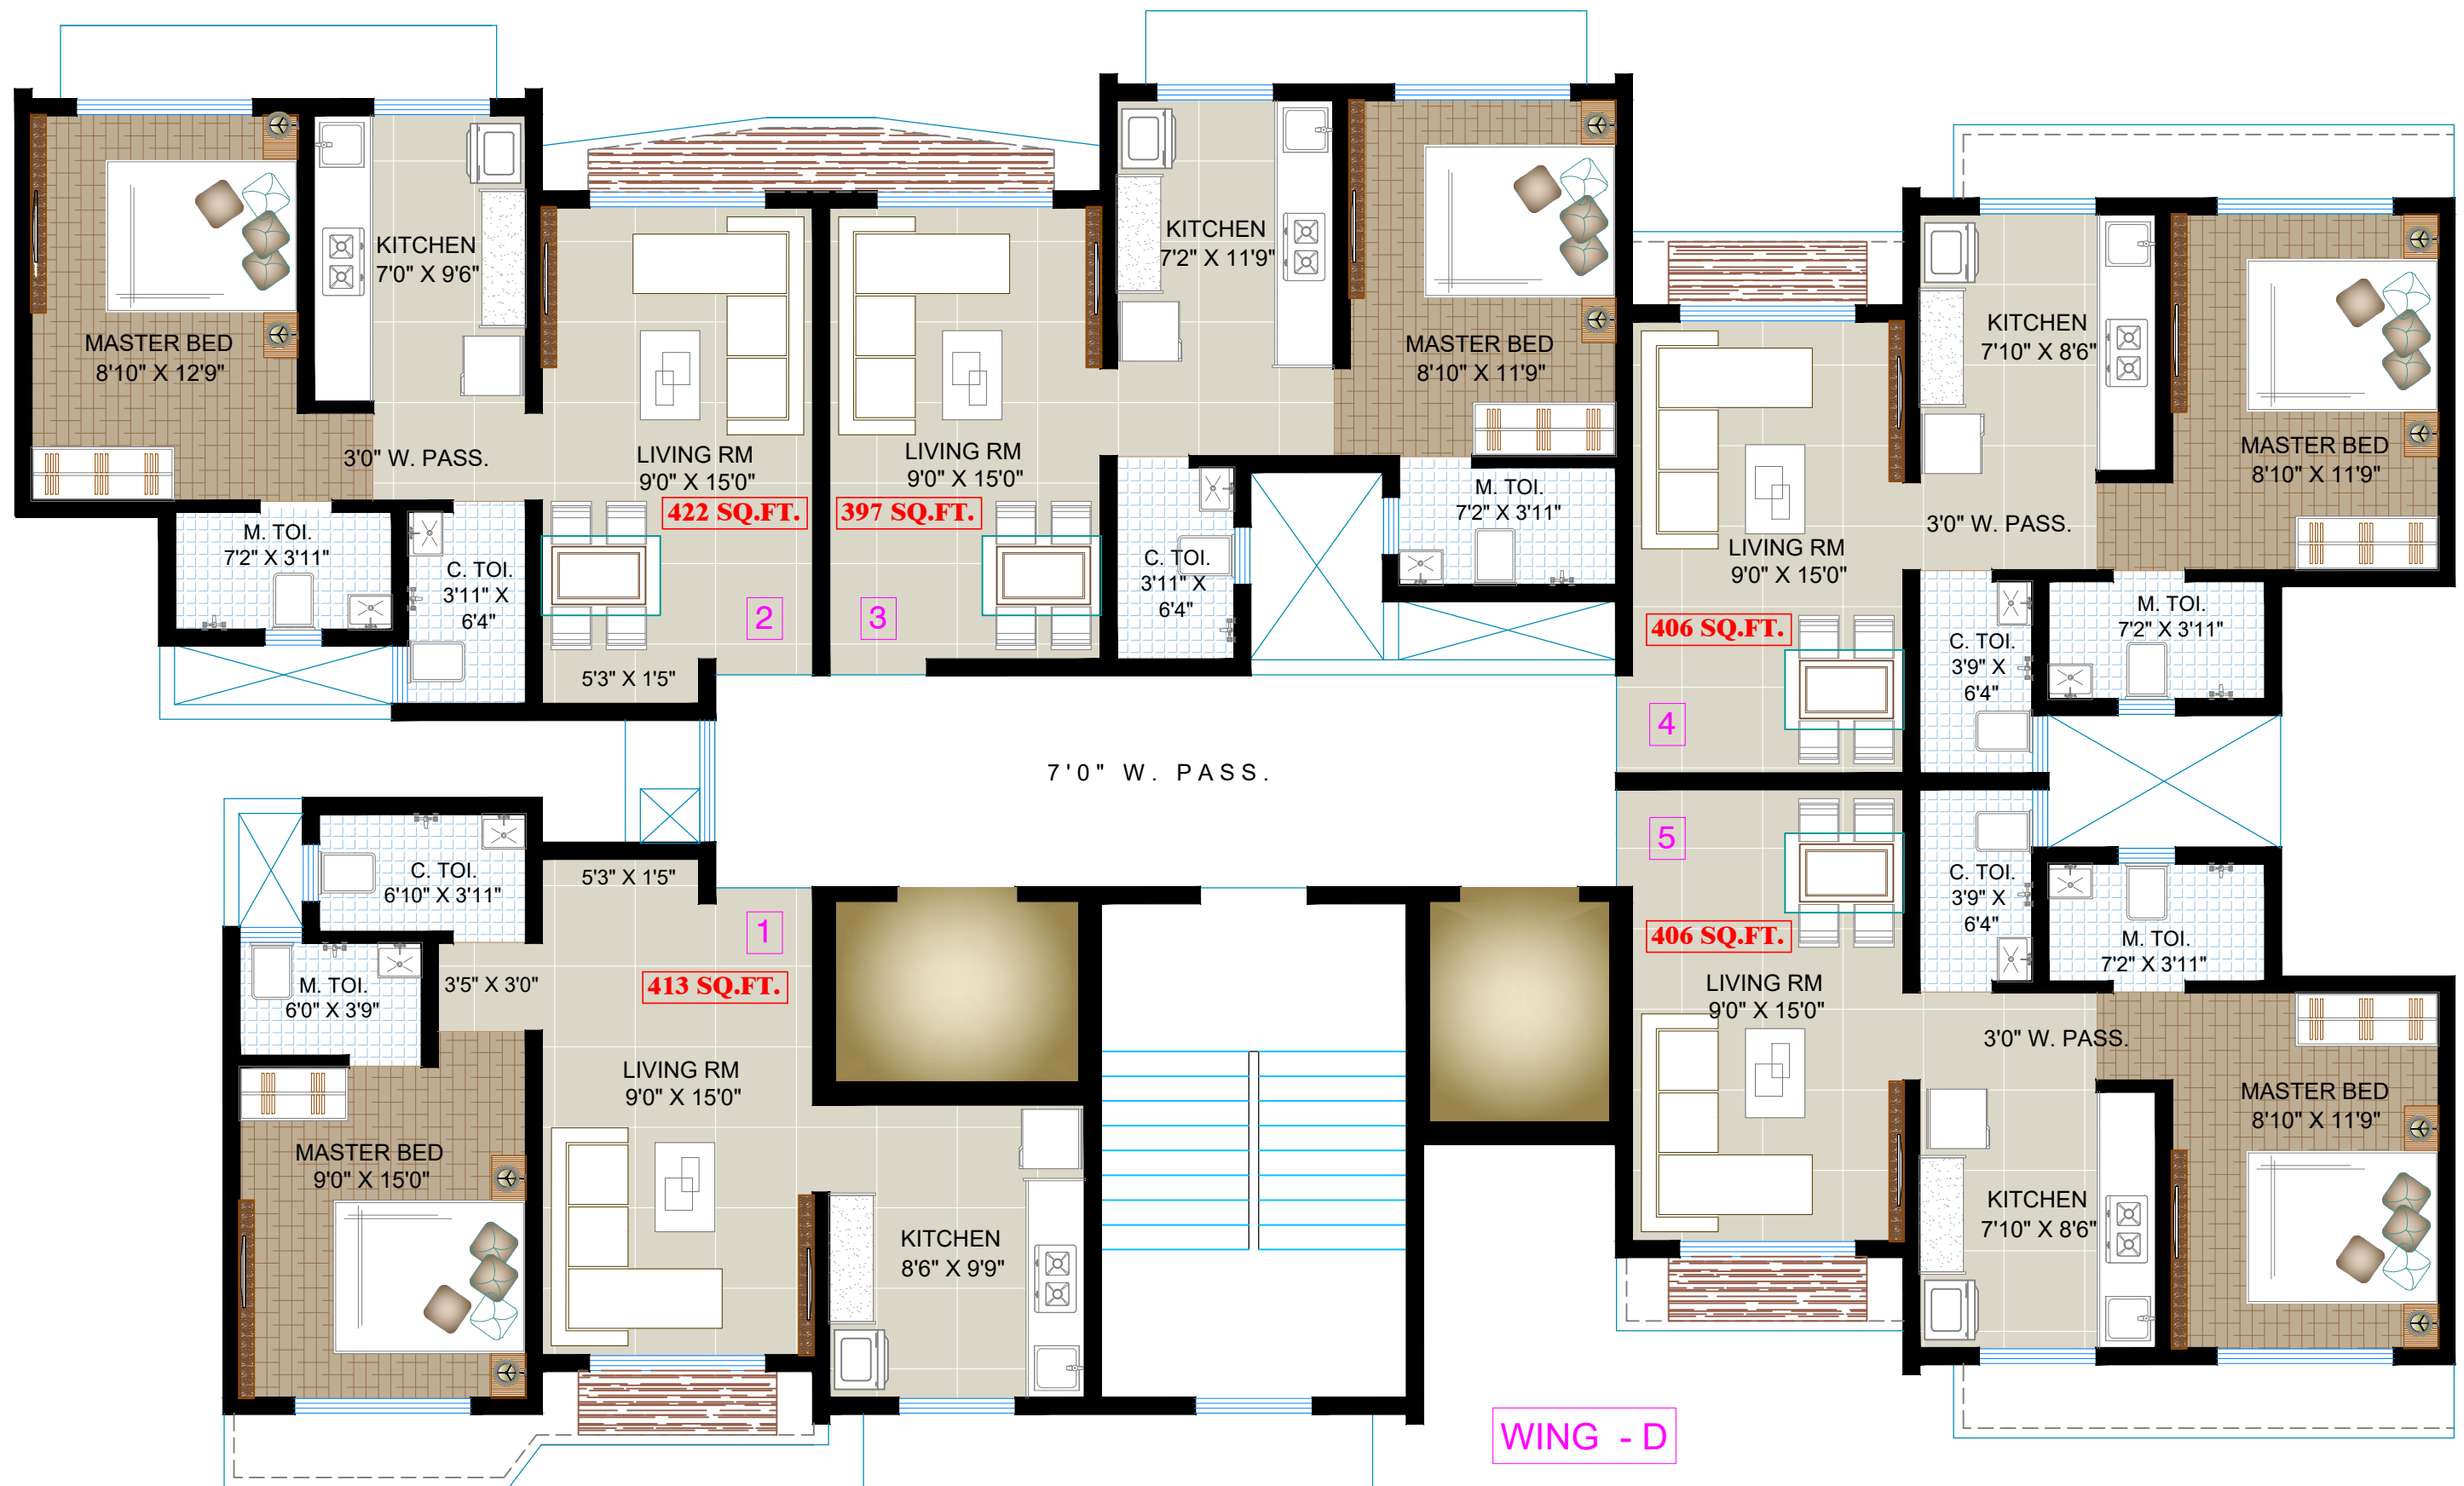 KITCHEN
7'0" X 9'6"
MASTER BED
8'10" X 12'9"
3'0" W. PASS.
M. TOI.
7'2" X 3'11"
C. TOI.
3'11" X
6'4"
LIVING RM
9'0" X 15'0"
422 SQ.FT.
2
5'3" X 1'5"
LIVING RM
9'0" X 15'0"
397 SQ.FT.
3
KITCHEN
7'2" X 11'9"
MASTER BED
8'10" X 11'9"
C. TOI.
3'11" X
6'4"
M. TOI.
7'2" X 3'11"
KITCHEN
7'10" X 8'6"
MASTER BED
8'10" X 11'9"
3'0" W. PASS.
LIVING RM
9'0" X 15'0"
406 SQ.FT.
4
C. TOI.
3'9" X
6'4"
M. TOI.
7'2" X 3'11"
7'0" W. PASS.
C. TOI.
6'10" X 3'11"
5'3" X 1'5"
1
413 SQ.FT.
M. TOI.
6'0" X 3'9"
3'5" X 3'0"
LIVING RM
9'0" X 15'0"
MASTER BED
9'0" X 15'0"
KITCHEN
8'6" X 9'9"
5
406 SQ.FT.
LIVING RM
9'0" X 15'0"
C. TOI.
3'9" X
6'4"
M. TOI.
7'2" X 3'11"
3'0" W. PASS.
MASTER BED
8'10" X 11'9"
KITCHEN
7'10" X 8'6"
WING - D